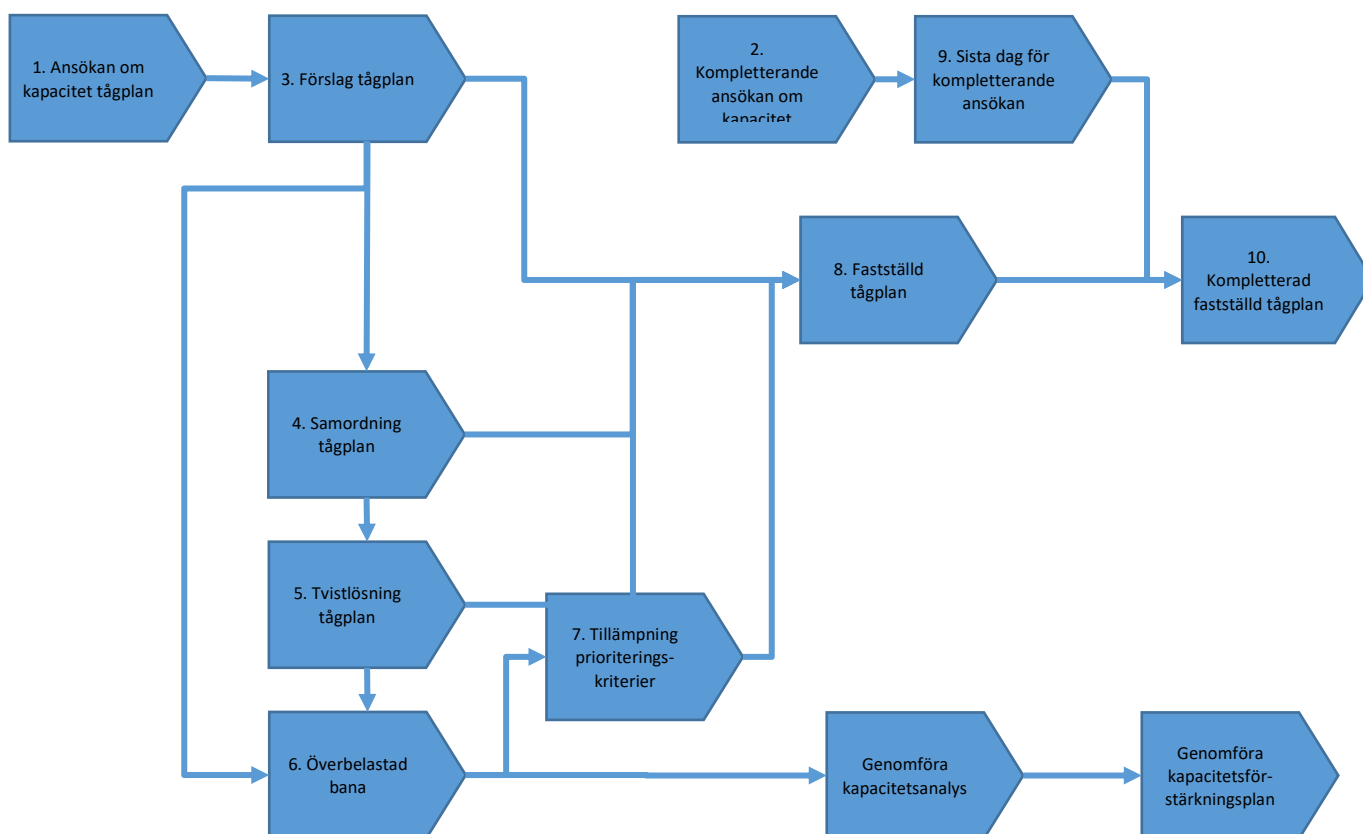 1. Ansökan om
kapacitet tågplan
3. Förslag tågplan
2.
Kompletterande
ansökan om
kapacitet
9. Sista dag för
kompletterande
ansökan
8. Fastställd
tågplan
10.
Kompletterad
fastställd tågplan
4. Samordning
tågplan
5. Tvistlösning
tågplan
7. Tillämpning
prioriterings-
kriterier
6. Överbelastad
bana
Genomföra
kapacitetsanalys
Genomföra
kapacitetsför-
stärkningsplan